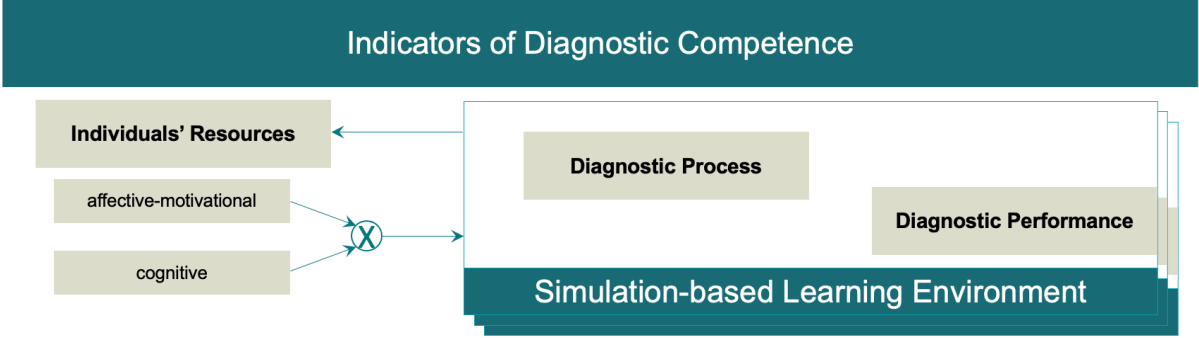 Indicators of Diagnostic Competence
Individuals' Resources
affective-motivational
cognitive
X
Diagnostic Process
Diagnostic Performance
Simulation-based Learning Environment